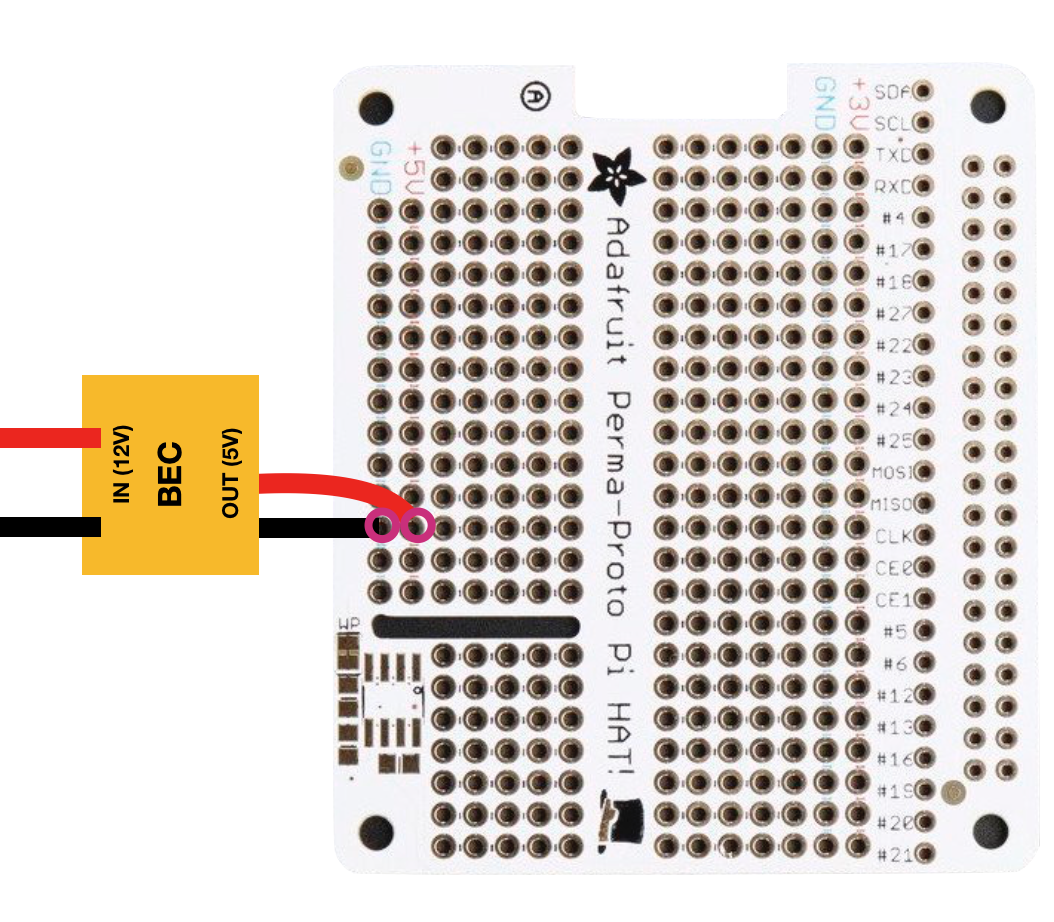 IN (12V)
BEC
OUT (5V)
A
GND
+5V
Adafruit Perma-Proto Pi HAT!
GND
+3V
SDA
SCL
TXD
RXD
#4
#17
#18
#27
#22
#23
#24
#25
MOSI
MISO
CLK
CE0
CE1
#5
#6
#12
#13
#16
#19
#20
#21
WP